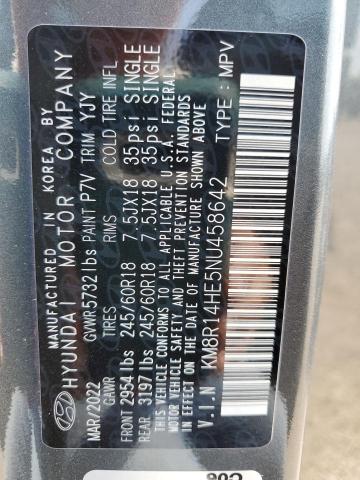 MANUFACTURED IN KOREA BY
HYUNDAI MOTOR COMPANY
GVWR5732lbs PAINT P7V TRIM YJY
MAR/2022 TIRES RIMS COLD TIRE INFL
GAWR
FRONT 2954 lbs 245/60R18 7.5JX18 35psi SINGLE
REAR 3197 lbs 245/60R18 7.5JX18 35psi SINGLE
THIS VEHICLE CONFORMS TO ALL APPLICABLE U.S.A. FEDERAL
MOTOR VEHICLE SAFETY, BUMPER, AND THEFT PREVENTION STANDARDS
IN EFFECT ON THE DATE OF MANUFACTURE SHOWN ABOVE
V.I.N KM8R14HE5NU458642 TYPE : MPV